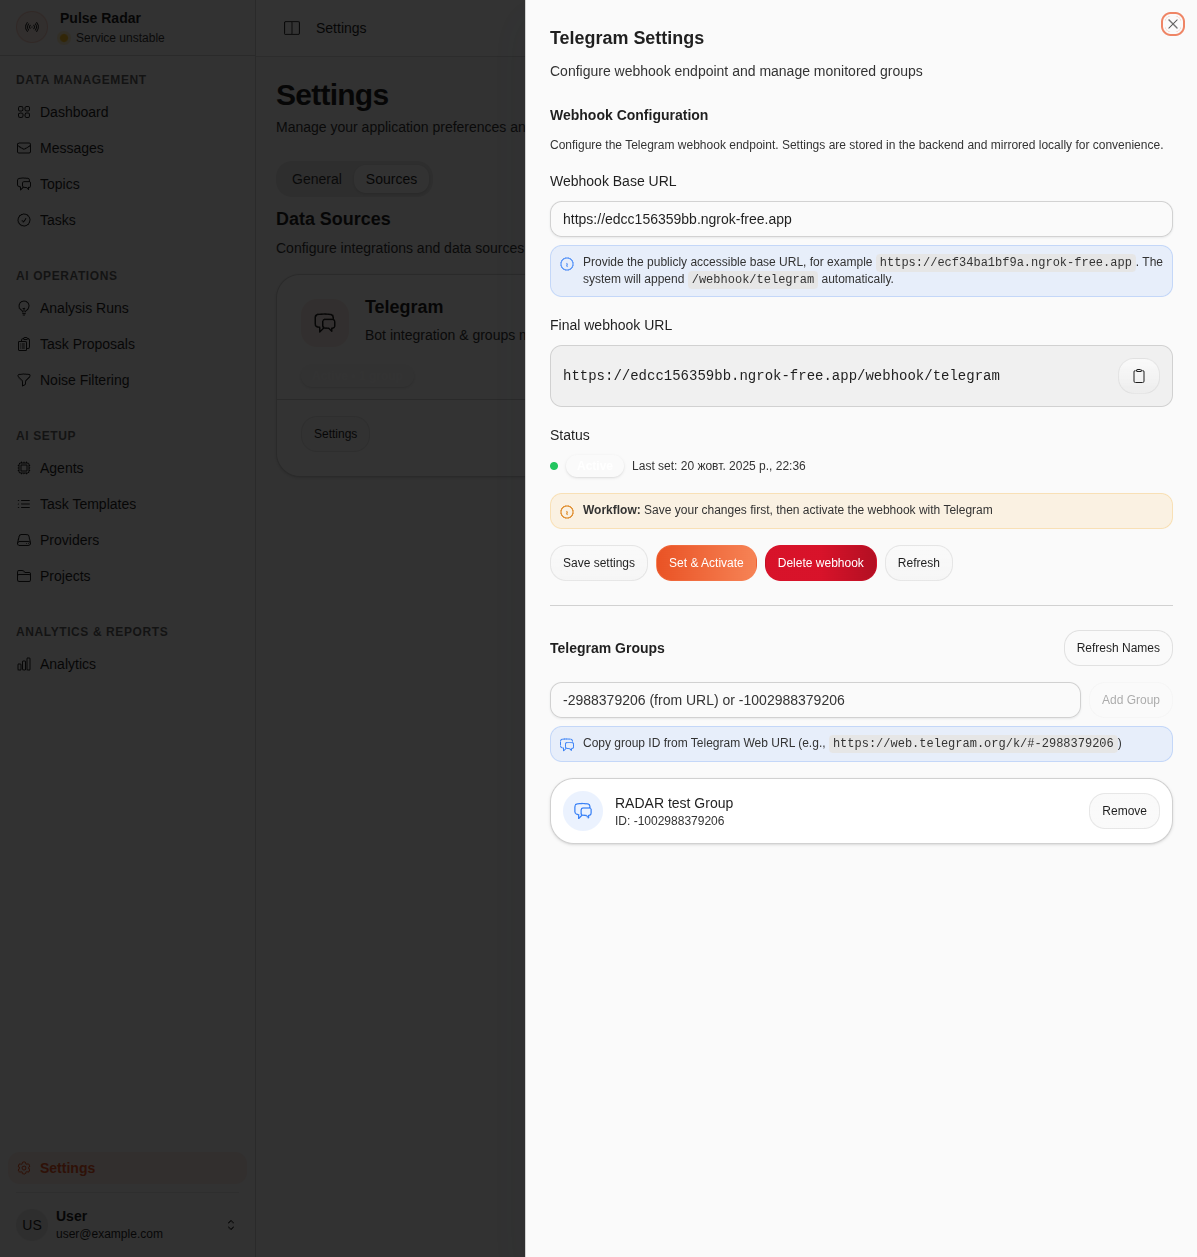 Pulse Radar
Service unstable
DATA MANAGEMENT
Dashboard
Messages
Topics
Tasks
AI OPERATIONS
Analysis Runs
Task Proposals
Noise Filtering
AI SETUP
Agents
Task Templates
Providers
Projects
ANALYTICS & REPORTS
Analytics
Settings
US
User
user@example.com
Settings
Settings
Manage your application preferences
General
Sources
Data Sources
Configure integrations and data sources
Telegram
Bot integration & groups
Settings
Telegram Settings
Configure webhook endpoint and manage monitored groups
Webhook Configuration
Configure the Telegram webhook endpoint. Settings are stored in the backend and mirrored locally for convenience.
Webhook Base URL
https://edcc156359bb.ngrok-free.app
Provide the publicly accessible base URL, for example https://ecf34ba1bf9a.ngrok-free.app . The
system will append /webhook/telegram automatically.
Final webhook URL
https://edcc156359bb.ngrok-free.app/webhook/telegram
Status
Active
Last set: 20 жовт. 2025 р., 22:36
Workflow: Save your changes first, then activate the webhook with Telegram
Save settings
Set & Activate
Delete webhook
Refresh
Telegram Groups
Refresh Names
-2988379206 (from URL) or -1002988379206
Add Group
Copy group ID from Telegram Web URL (e.g., https://web.telegram.org/k/#-2988379206 )
RADAR test Group
ID: -1002988379206
Remove